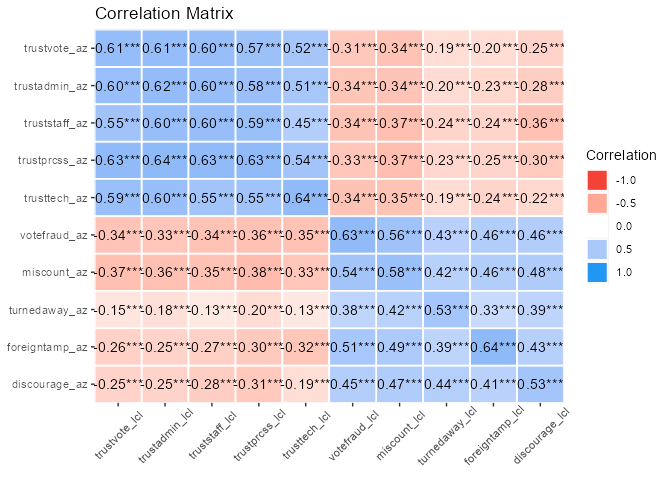 Correlation Matrix
trustvote_az 0.61*** 0.61*** 0.60*** 0.57*** 0.52*** -0.31*** -0.34*** -0.19*** -0.20*** -0.25***
trustadmin_az 0.60*** 0.62*** 0.60*** 0.58*** 0.51*** -0.34*** -0.34*** -0.20*** -0.23*** -0.28***
truststaff_az 0.55*** 0.60*** 0.60*** 0.59*** 0.45*** -0.34*** -0.37*** -0.24*** -0.24*** -0.36***
trustprcss_az 0.63*** 0.64*** 0.63*** 0.63*** 0.54*** -0.33*** -0.37*** -0.23*** -0.25*** -0.30***
trusttech_az 0.59*** 0.60*** 0.55*** 0.55*** 0.64*** -0.34*** -0.35*** -0.19*** -0.24*** -0.22***
votefraud_az -0.34*** -0.33*** -0.34*** -0.36*** -0.35*** 0.63*** 0.56*** 0.43*** 0.46*** 0.46***
miscount_az -0.37*** -0.36*** -0.35*** -0.38*** -0.33*** 0.54*** 0.58*** 0.42*** 0.46*** 0.48***
turnedaway_az -0.15*** -0.18*** -0.13*** -0.20*** -0.13*** 0.38*** 0.42*** 0.53*** 0.33*** 0.39***
foreigntamp_az -0.26*** -0.25*** -0.27*** -0.30*** -0.32*** 0.51*** 0.49*** 0.39*** 0.64*** 0.43***
discourage_az -0.25*** -0.25*** -0.28*** -0.31*** -0.19*** 0.45*** 0.47*** 0.44*** 0.41*** 0.53***
trustvote_lcl trustadmin_lcl truststaff_lcl trustprcss_lcl trusttech_lcl votefraud_lcl miscount_lcl turnedaway_lcl foreigntamp_lcl discourage_lcl
Correlation
-1.0
-0.5
0.0
0.5
1.0